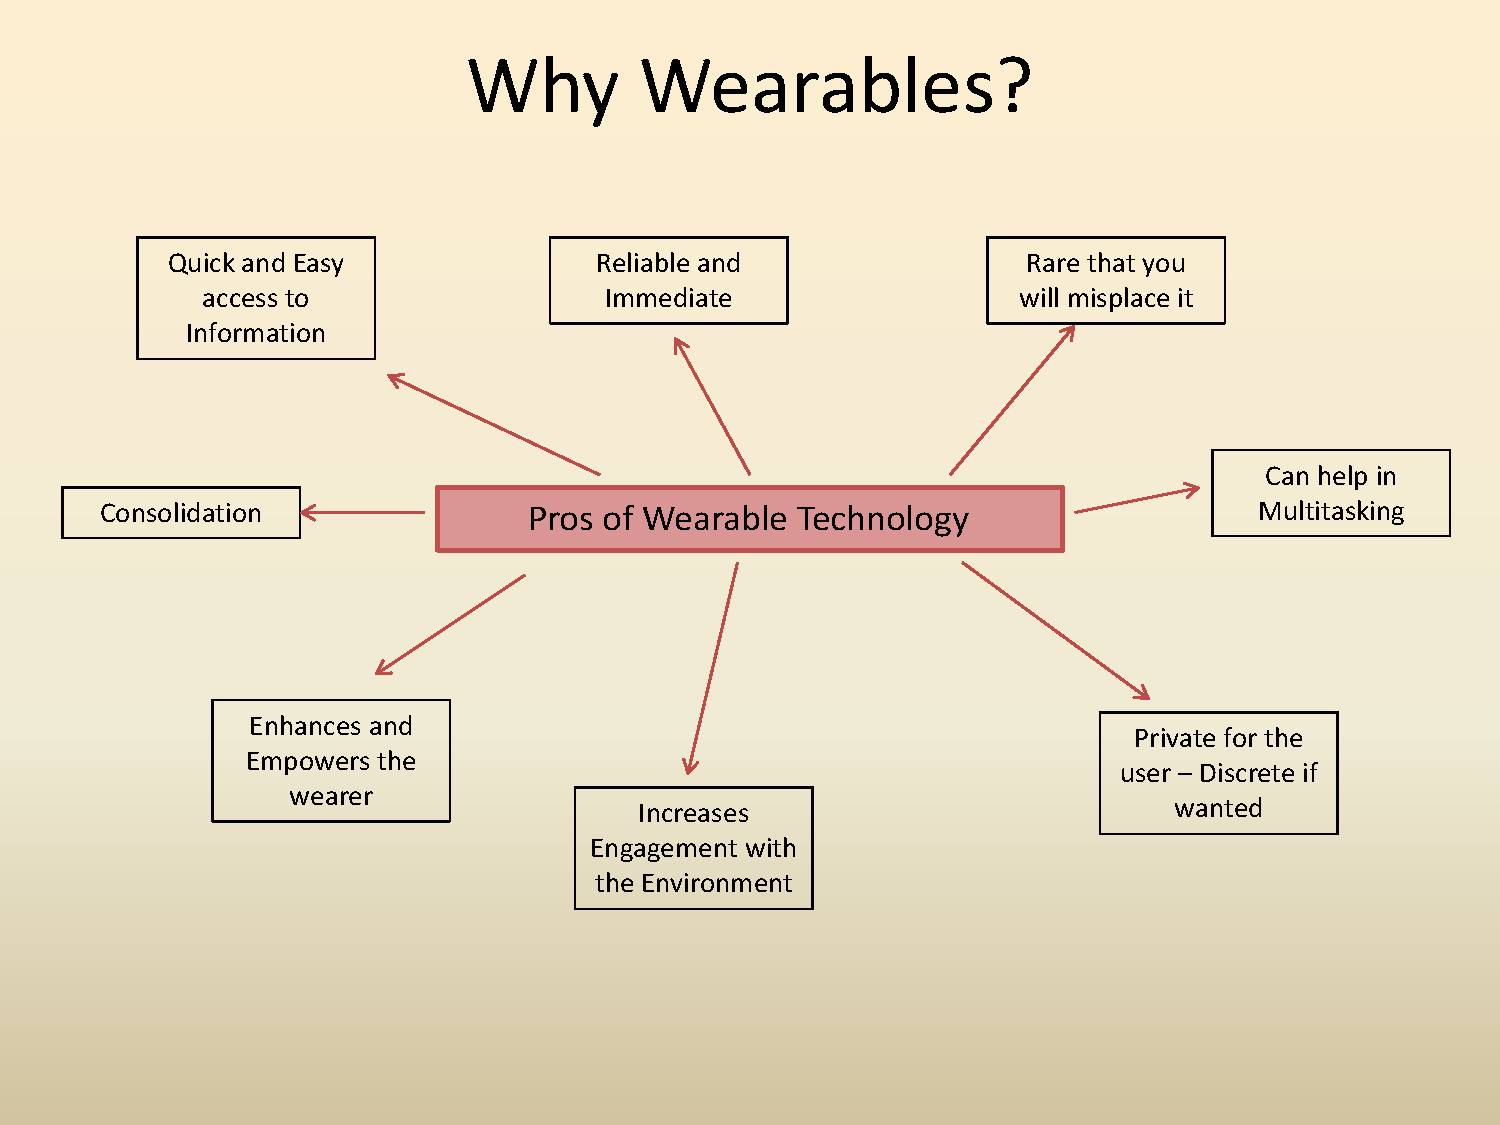 Why Wearables?
Quick and Easy
access to
Information
Reliable and
Immediate
Rare that you
will misplace it
Can help in
Multitasking
Consolidation
Pros of Wearable Technology
Enhances and
Empowers the
wearer
Increases
Engagement with
the Environment
Private for the
user – Discrete if
wanted